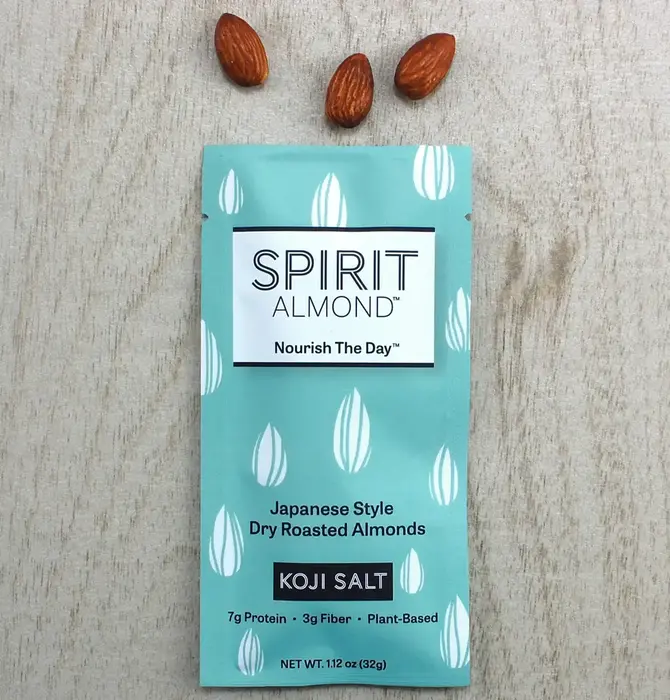 SPIRIT
ALMOND™
Nourish The Day™
Japanese Style
Dry Roasted Almonds
KOJI SALT
7g Protein • 3g Fiber • Plant-Based
NET WT. 1.12 oz (32g)